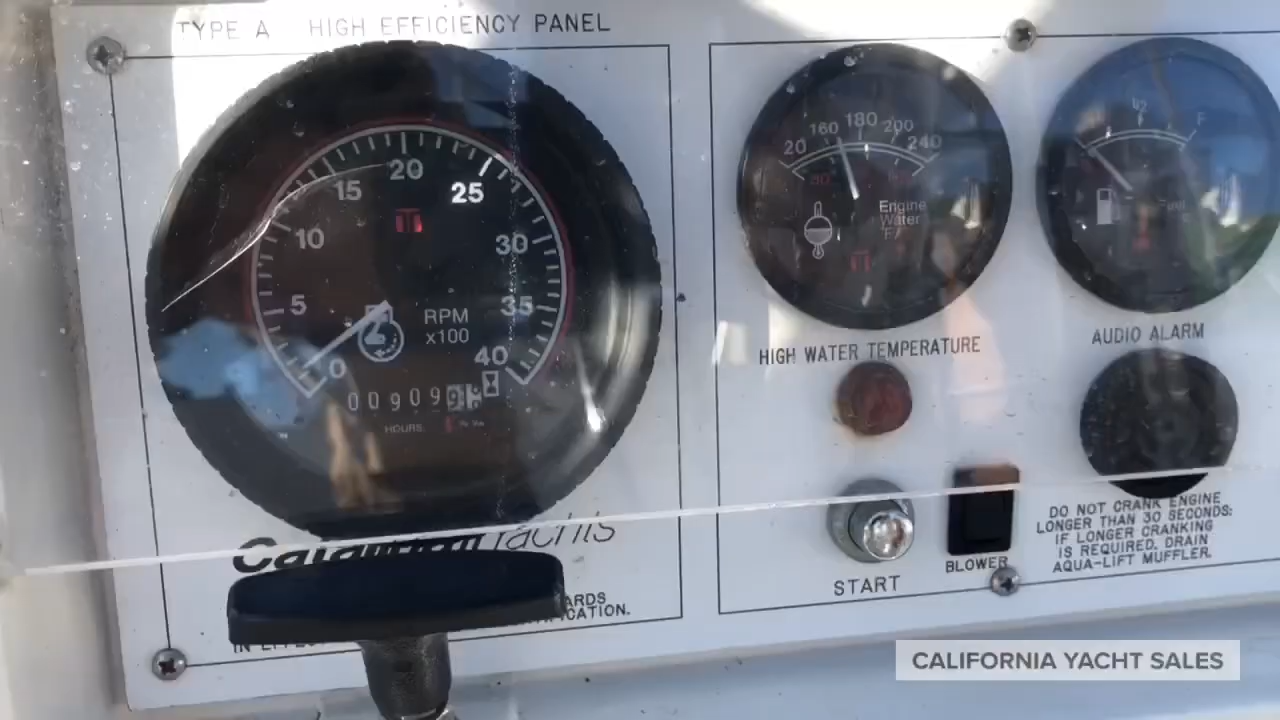 TYPE A HIGH EFFICIENCY PANEL
0
5
10
15
20
25
30
35
40
RPM
x100
HOURS
20 160 180 200 240
Engine
Water
°F
F
HIGH WATER TEMPERATURE
AUDIO ALARM
START
BLOWER
DO NOT CRANK ENGINE
LONGER THAN 30 SECONDS:
IF LONGER CRANKING
IS REQUIRED, DRAIN
AQUA-LIFT MUFFLER.
Yachts
CALIFORNIA YACHT SALES